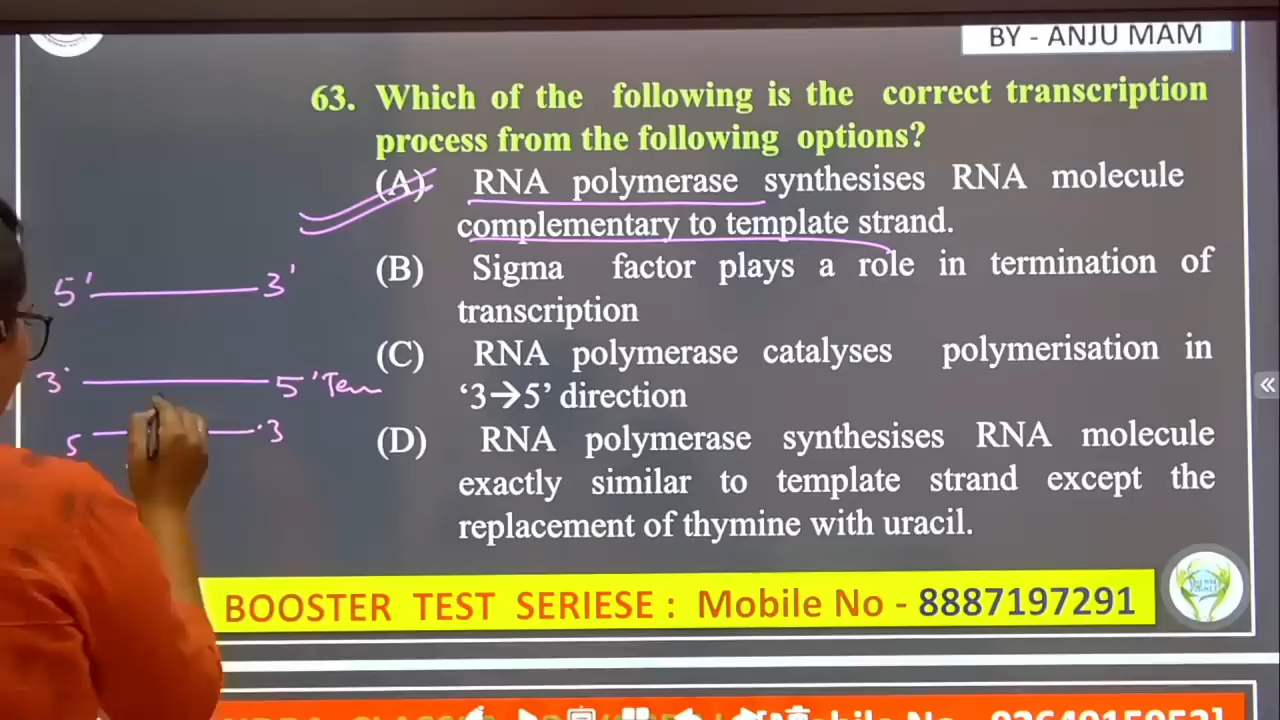 BY - ANJU MAM
63. Which of the following is the correct transcription
process from the following options?
(A) RNA polymerase synthesises RNA molecule
complementary to template strand.
(B) Sigma factor plays a role in termination of
transcription
(C) RNA polymerase catalyses polymerisation in
‘3→5’ direction
(D) RNA polymerase synthesises RNA molecule
exactly similar to template strand except the
replacement of thymine with uracil.
5' 3'
3' 5' Tem
5 3
BOOSTER TEST SERIESE : Mobile No - 8887197291